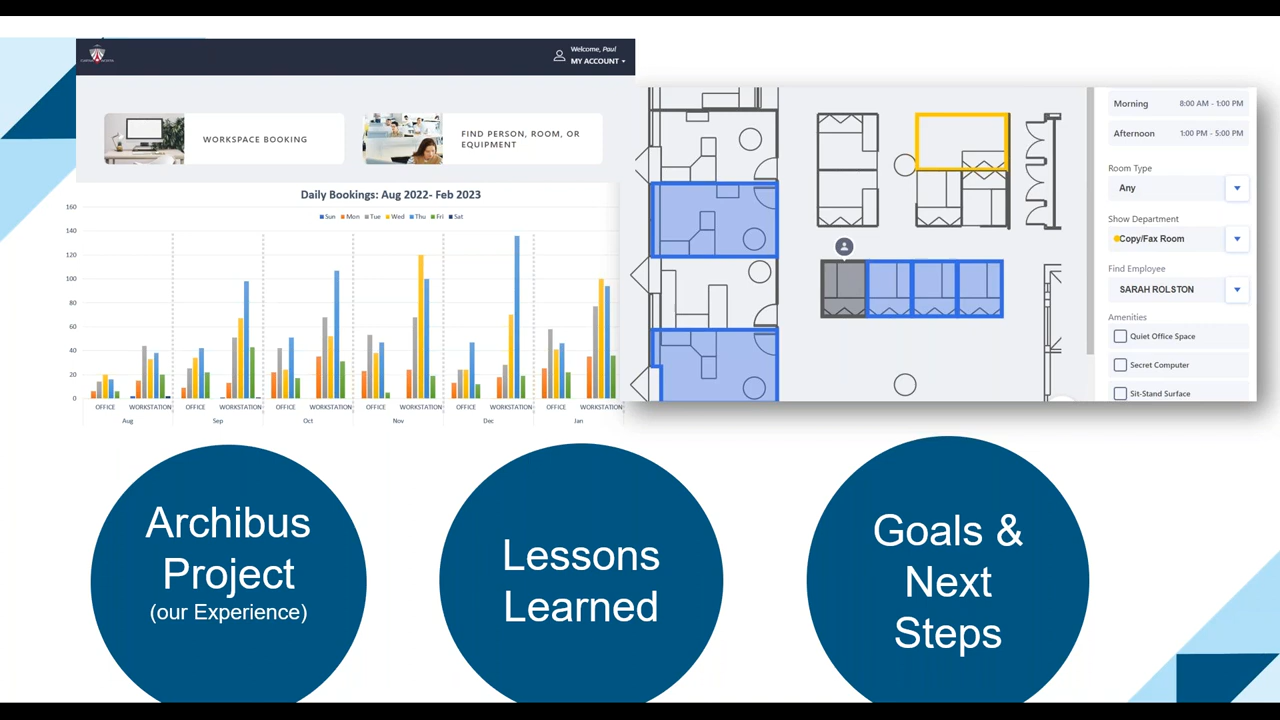 Welcome, Paul
MY ACCOUNT
WORKSPACE BOOKING
FIND PERSON, ROOM, OR
EQUIPMENT
Daily Bookings: Aug 2022- Feb 2023
Sun Mon Tue Wed Thu Fri Sat
160
140
120
100
80
60
40
20
0
OFFICE WORKSTATION OFFICE WORKSTATION OFFICE WORKSTATION OFFICE WORKSTATION OFFICE WORKSTATION OFFICE WORKSTATION
Aug Sep Oct Nov Dec Jan
Morning 8:00 AM - 1:00 PM
Afternoon 1:00 PM - 5:00 PM
Room Type
Any
Show Department
Copy/Fax Room
Find Employee
SARAH ROLSTON
Amenities
Quiet Office Space
Secret Computer
Sit-Stand Surface
Archibus
Project
(our Experience)
Lessons
Learned
Goals &
Next
Steps